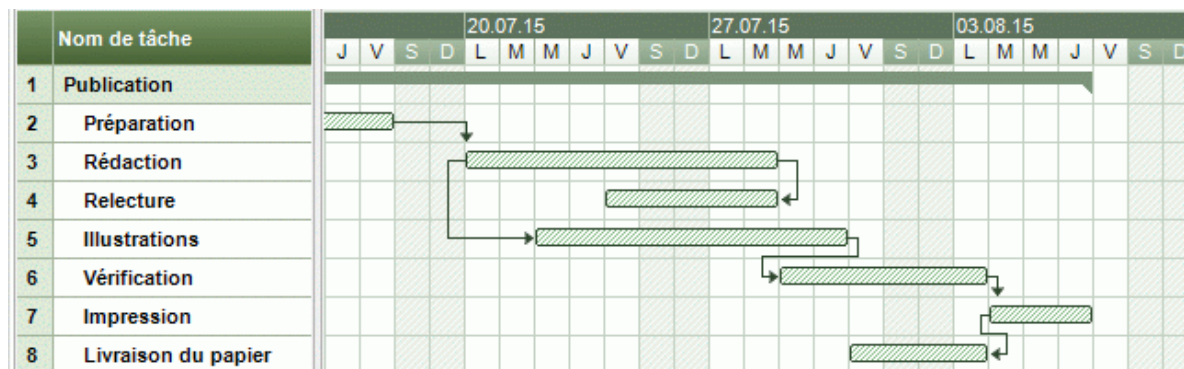 Nom de tâche
20.07.15 27.07.15 03.08.15
J V S D L M M J V S D L M M J V S D L M M J V S D
1 Publication
2 Préparation
3 Rédaction
4 Relecture
5 Illustrations
6 Vérification
7 Impression
8 Livraison du papier